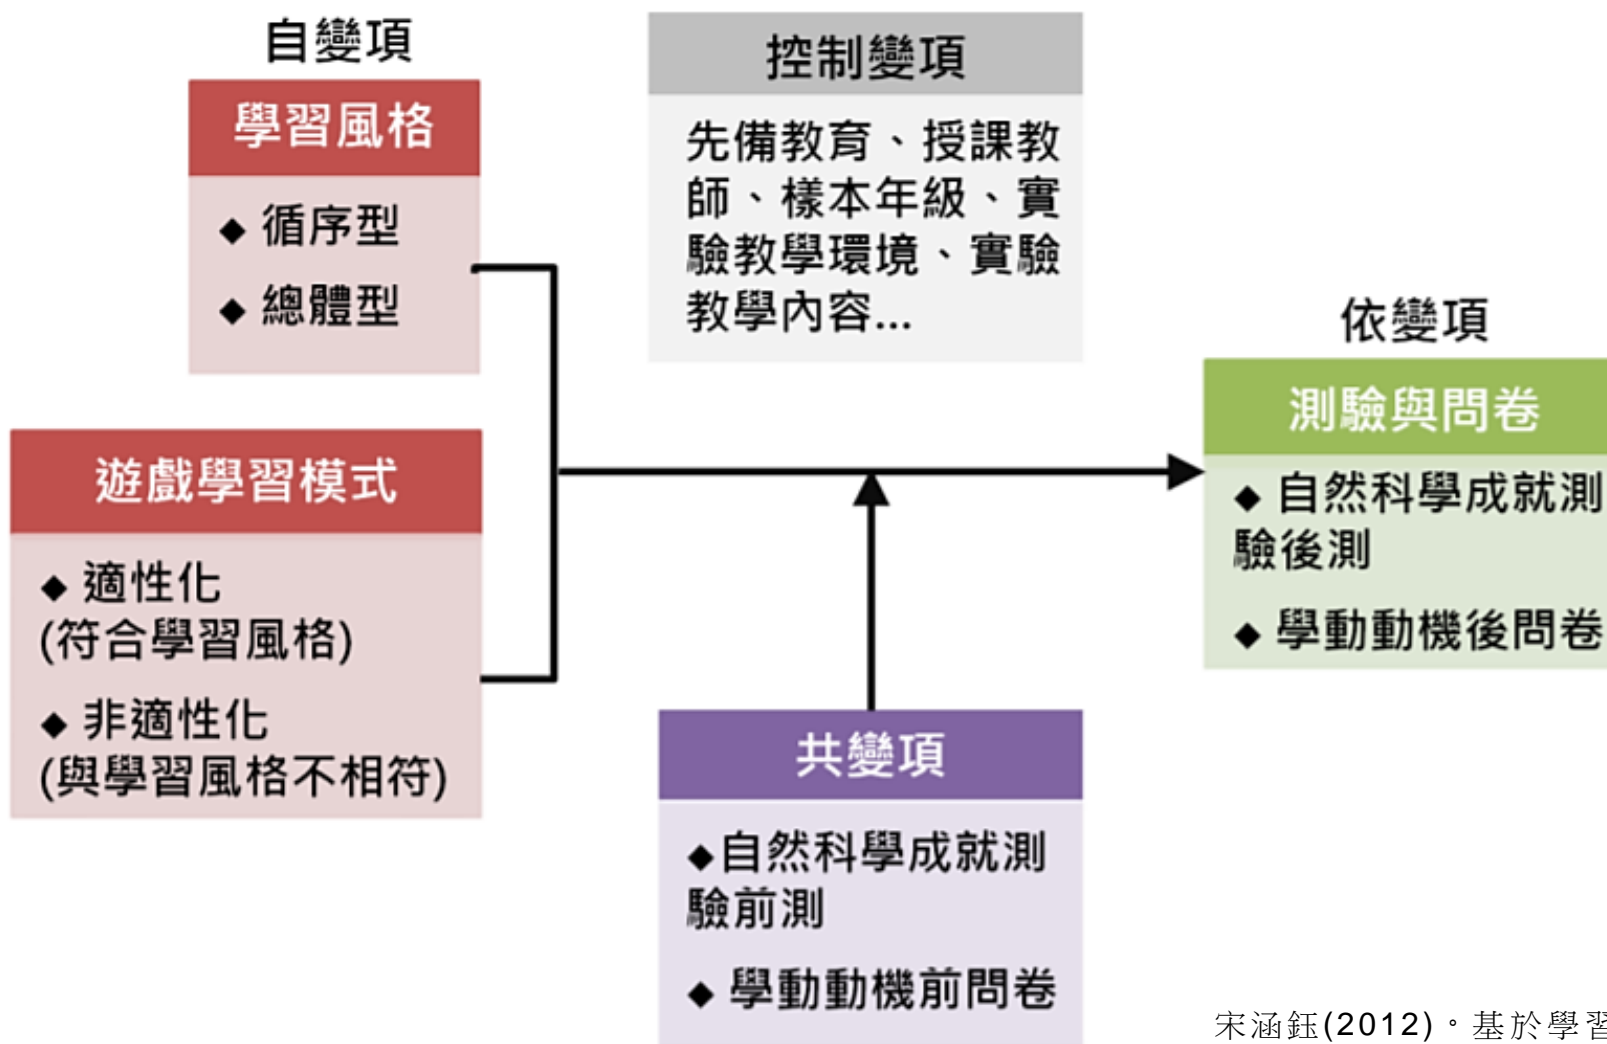 自變項
學習風格
◆ 循序型
◆ 總體型
遊戲學習模式
◆ 適性化
(符合學習風格)
◆ 非適性化
(與學習風格不相符)
控制變項
先備教育、授課教
師、樣本年級、實
驗教學環境、實驗
教學內容...
共變項
◆自然科學成就測
驗前測
◆ 學動動機前問卷
依變項
測驗與問卷
◆ 自然科學成就測
驗後測
◆ 學動動機後問卷
宋涵鈺(2012)。基於學習